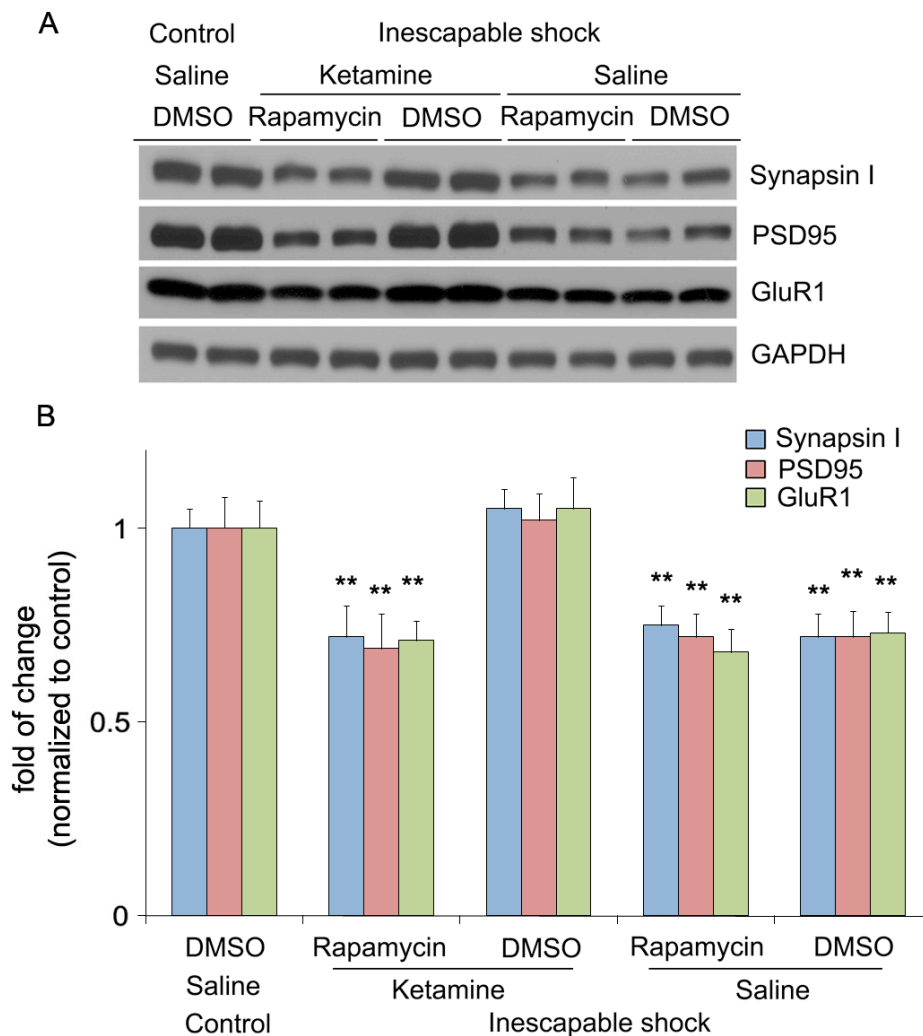 A
Control Inescapable shock
Saline Ketamine Saline
DMSO Rapamycin DMSO Rapamycin DMSO
Synapsin I
PSD95
GluR1
GAPDH
B
Synapsin I
PSD95
GluR1
fold of change
(normalized to control)
1
0.5
0
** ** **
** ** **
** ** **
DMSO Rapamycin DMSO Rapamycin DMSO
Saline Ketamine Saline
Control Inescapable shock